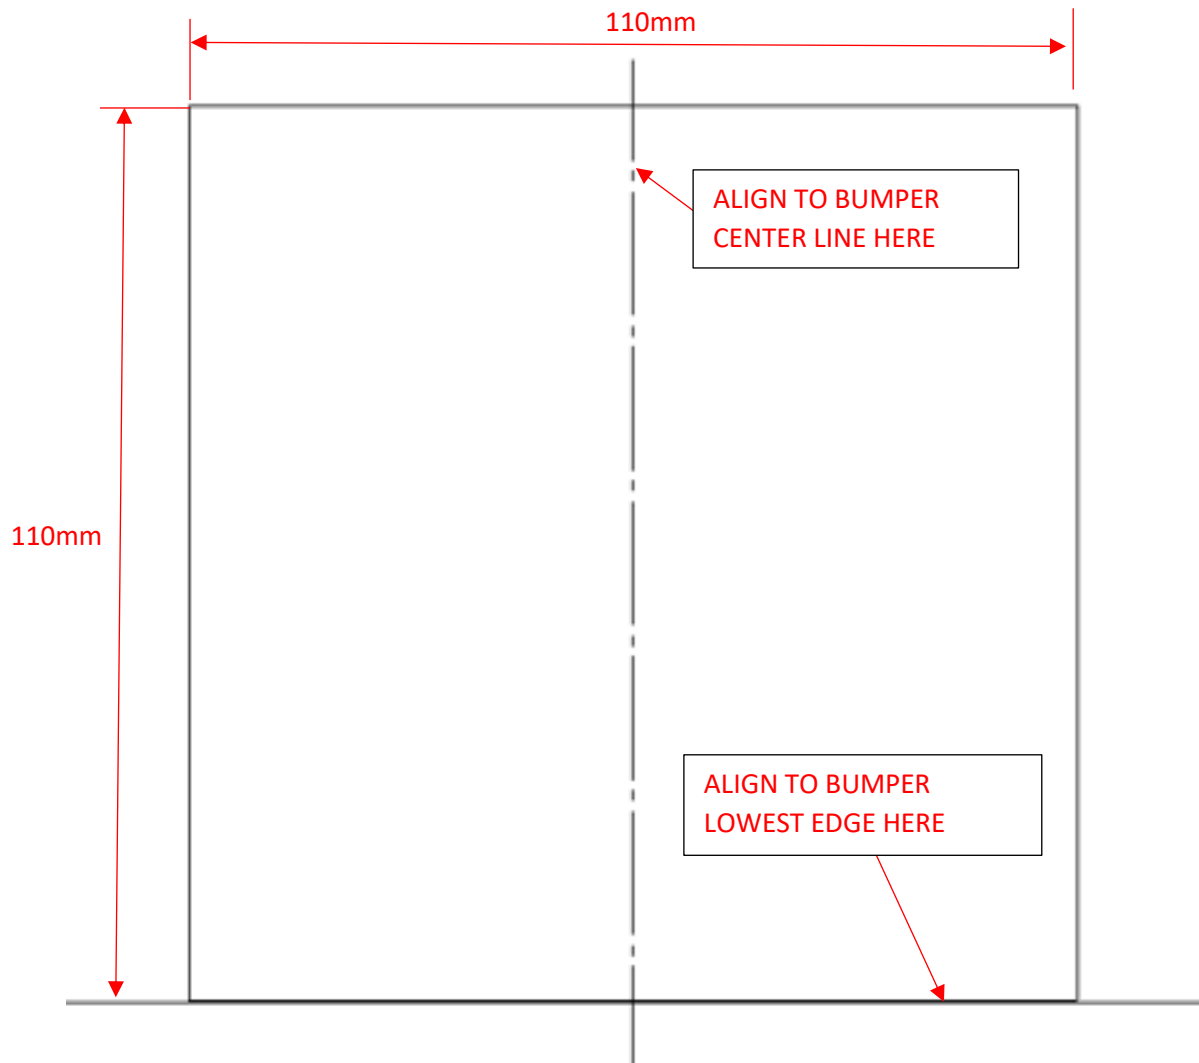 110mm
ALIGN TO BUMPER
CENTER LINE HERE
110mm
ALIGN TO BUMPER
LOWEST EDGE HERE